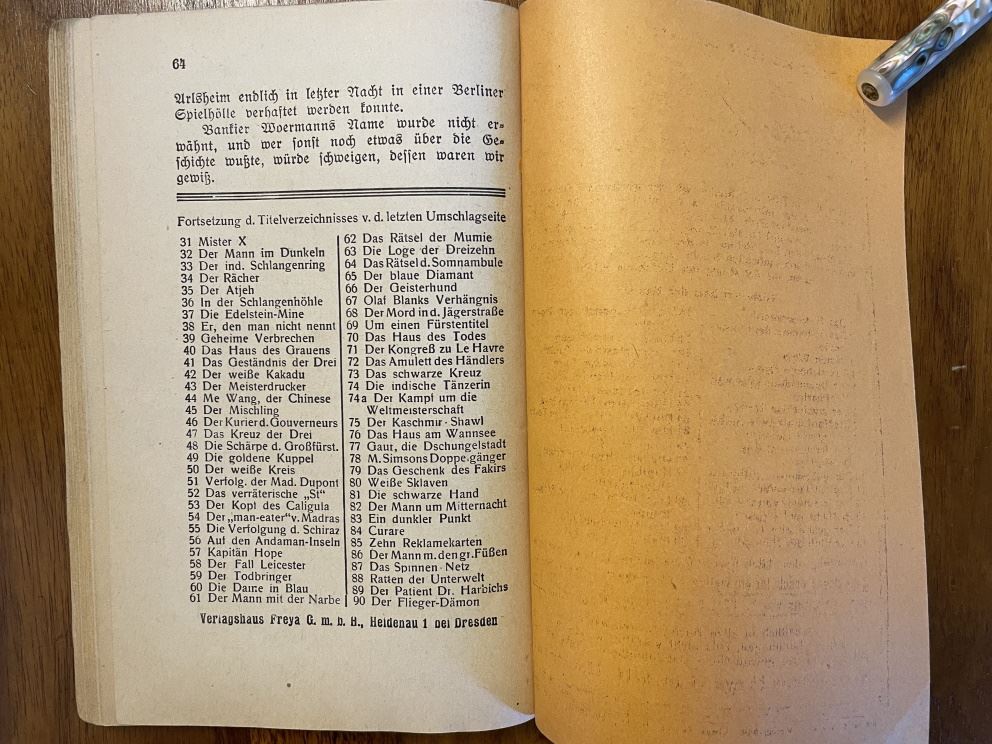 64
Arlsheim endlich in letzter Nacht in einer Berliner
Spielhölle verhaftet werden konnte.
Bankier Woermanns Name wurde nicht er-
wähnt, und wer sonst noch etwas über die Ge-
schichte wußte, würde schweigen, dessen waren wir
gewiß.
Fortsetzung d. Titelverzeichnisses v. d. letzten Umschlagseite
31 Mister X
32 Der Mann im Dunkeln
33 Der ind. Schlangenring
34 Der Rächer
35 Der Atjeh
36 In der Schlangenhöhle
37 Die Edelstein-Mine
38 Er, den man nicht nennt
39 Geheime Verbrechen
40 Das Haus des Grauens
41 Das Geständnis der Drei
42 Der weiße Kakadu
43 Der Meisterdrucker
44 Me Wang, der Chinese
45 Der Mischling
46 Der Kurier d. Gouverneurs
47 Das Kreuz der Drei
48 Die Schärpe d. Großfürst.
49 Die goldene Kuppel
50 Der weiße Kreis
51 Verfolg. der Mad. Dupont
52 Das verräterische „St“
53 Der Kopf des Caligula
54 Der „man-eater“ v. Madras
55 Die Verfolgung d. Schiraz
56 Auf den Andaman-Inseln
57 Kapitän Hope
58 Der Fall Leicester
59 Der Todbringer
60 Die Dame in Blau
61 Der Mann mit der Narbe
62 Das Rätsel der Mumie
63 Die Loge der Dreizehn
64 Das Rätsel d. Somnambule
65 Der blaue Diamant
66 Der Geisterhund
67 Olaf Blanks Verhängnis
68 Der Mord in d. Jägerstraße
69 Um einen Fürstentitel
70 Das Haus des Todes
71 Der Kongreß zu Le Havre
72 Das Amulett des Händlers
73 Das schwarze Kreuz
74 Die indische Tänzerin
74a Der Kampf um die
Weltmeisterschaft
75 Der Kaschmir-Shawl
76 Das Haus am Wannsee
77 Gaur, die Dschungelstadt
78 M. Simsons Doppelgänger
79 Das Geschenk des Fakirs
80 Weiße Sklaven
81 Die schwarze Hand
82 Der Mann um Mitternacht
83 Ein dunkler Punkt
84 Curare
85 Zehn Reklamekarten
86 Der Mann m. den gr. Füßen
87 Das Spinnen-Netz
88 Ratten der Unterwelt
89 Der Patient Dr. Harbichs
90 Der Flieger-Dämon
Verlagshaus Freya G. m. b. H., Heidenau 1 bei Dresden